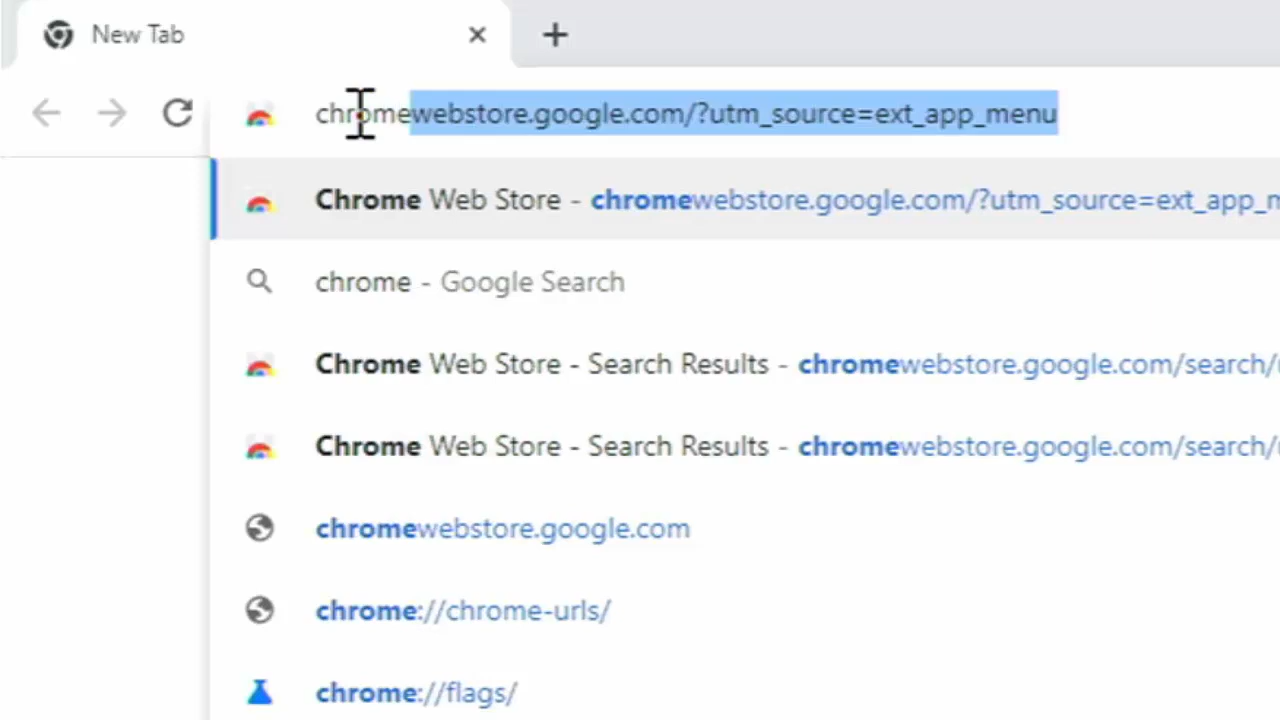 New Tab
chromewebstore.google.com/?utm_source=ext_app_menu
Chrome Web Store - chromewebstore.google.com/?utm_source=ext_app_m
chrome - Google Search
Chrome Web Store - Search Results - chromewebstore.google.com/search/
Chrome Web Store - Search Results - chromewebstore.google.com/search/
chromewebstore.google.com
chrome://chrome-urls/
chrome://flags/